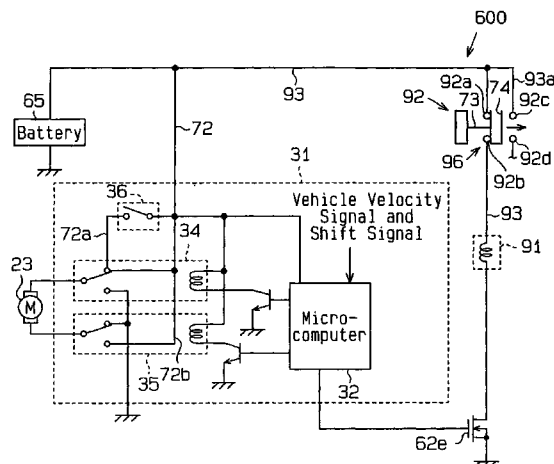 600
93
93a
92a
74
92c
92
73
65
Battery
72
96
92d
92b
31
36
Vehicle Velocity
Signal and
Shift Signal
93
72a
34
91
23
M
Micro-
computer
72b
35
32
62e